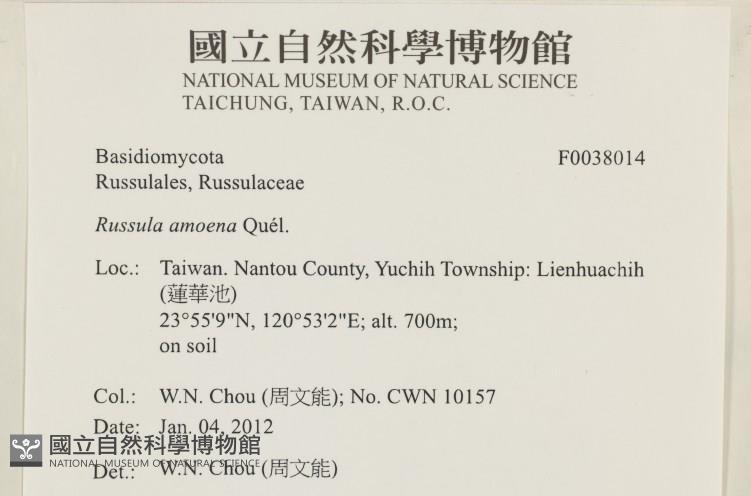 國立自然科學博物館
NATIONAL MUSEUM OF NATURAL SCIENCE
TAICHUNG, TAIWAN, R.O.C.
Basidiomycota F0038014
Russulales, Russulaceae
Russula amoena Quél.
Loc.: Taiwan. Nantou County, Yuchih Township: Lienhuachih
(蓮華池)
23°55'9"N, 120°53'2"E; alt. 700m;
on soil
Col.: W.N. Chou (周文能); No. CWN 10157
Date: Jan. 04, 2012
Det.: W.N. Chou (周文能)
國立自然科學博物館
NATIONAL MUSEUM OF NATURAL SCIENCE